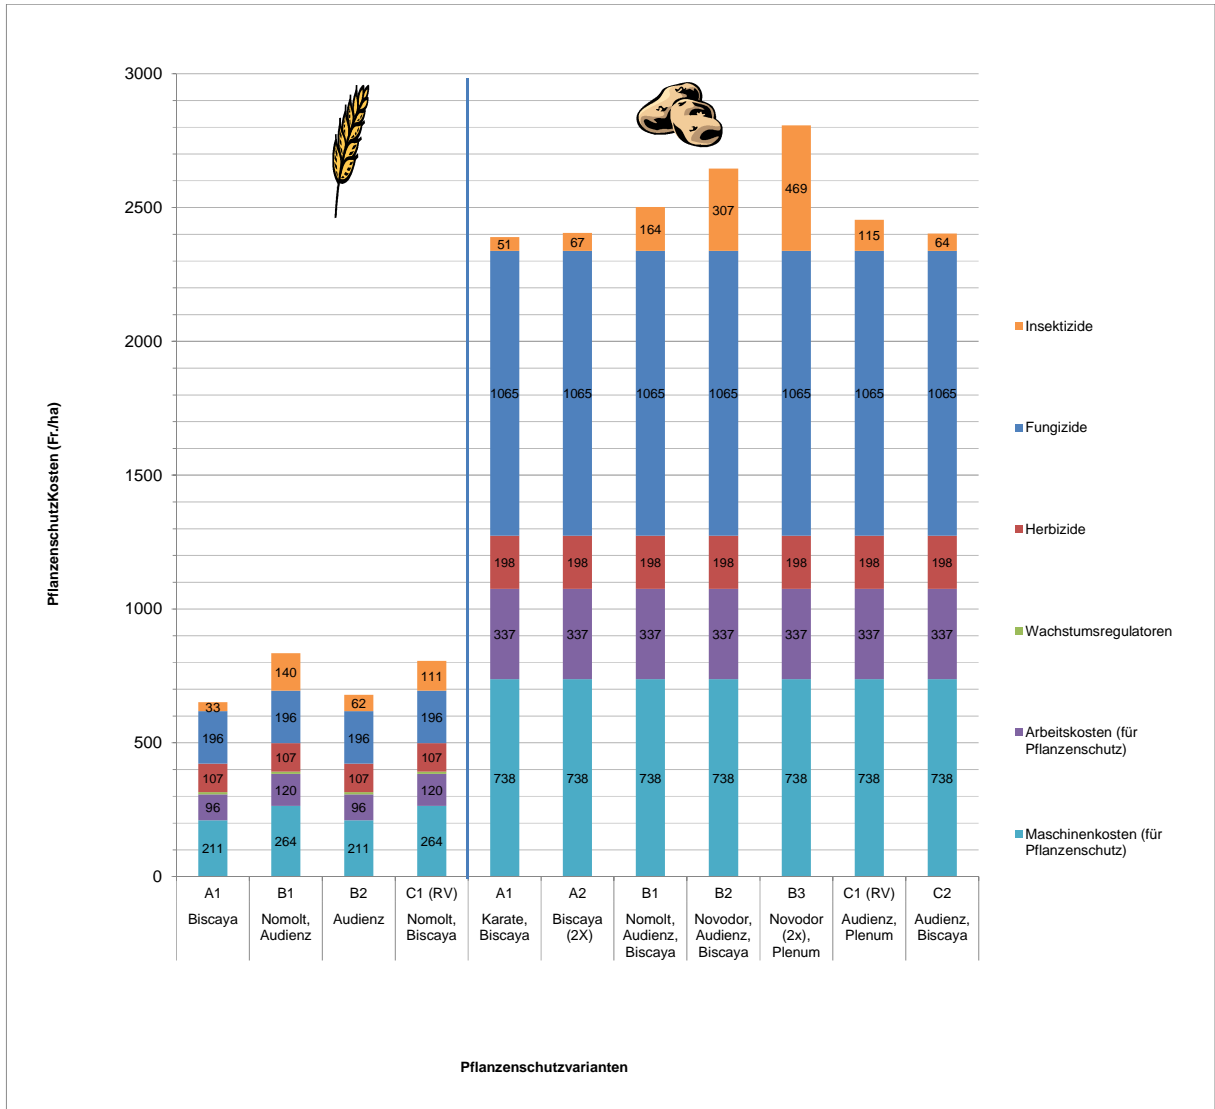 3000
2500
2000
1500
1000
500
0
PflanzenschutzKosten (Fr./ha)
33
196
107
96
211
140
196
107
120
264
62
196
107
96
211
111
196
107
120
264
51
1065
198
337
738
67
1065
198
337
738
164
1065
198
337
738
307
1065
198
337
738
469
1065
198
337
738
115
1065
198
337
738
64
1065
198
337
738
A1
Biscaya
B1
Nomolt,
Audienz
B2
Audienz
C1 (RV)
Nomolt,
Biscaya
A1
Karate,
Biscaya
A2
Biscaya
(2X)
B1
Nomolt,
Audienz,
Biscaya
B2
Novodor,
Audienz,
Biscaya
B3
Novodor
(2x),
Plenum
C1 (RV)
Audienz,
Plenum
C2
Audienz,
Biscaya
Pflanzenschutzvarianten
Insektizide
Fungizide
Herbizide
Wachstumsregulatoren
Arbeitskosten (für
Pflanzenschutz)
Maschinenkosten (für
Pflanzenschutz)